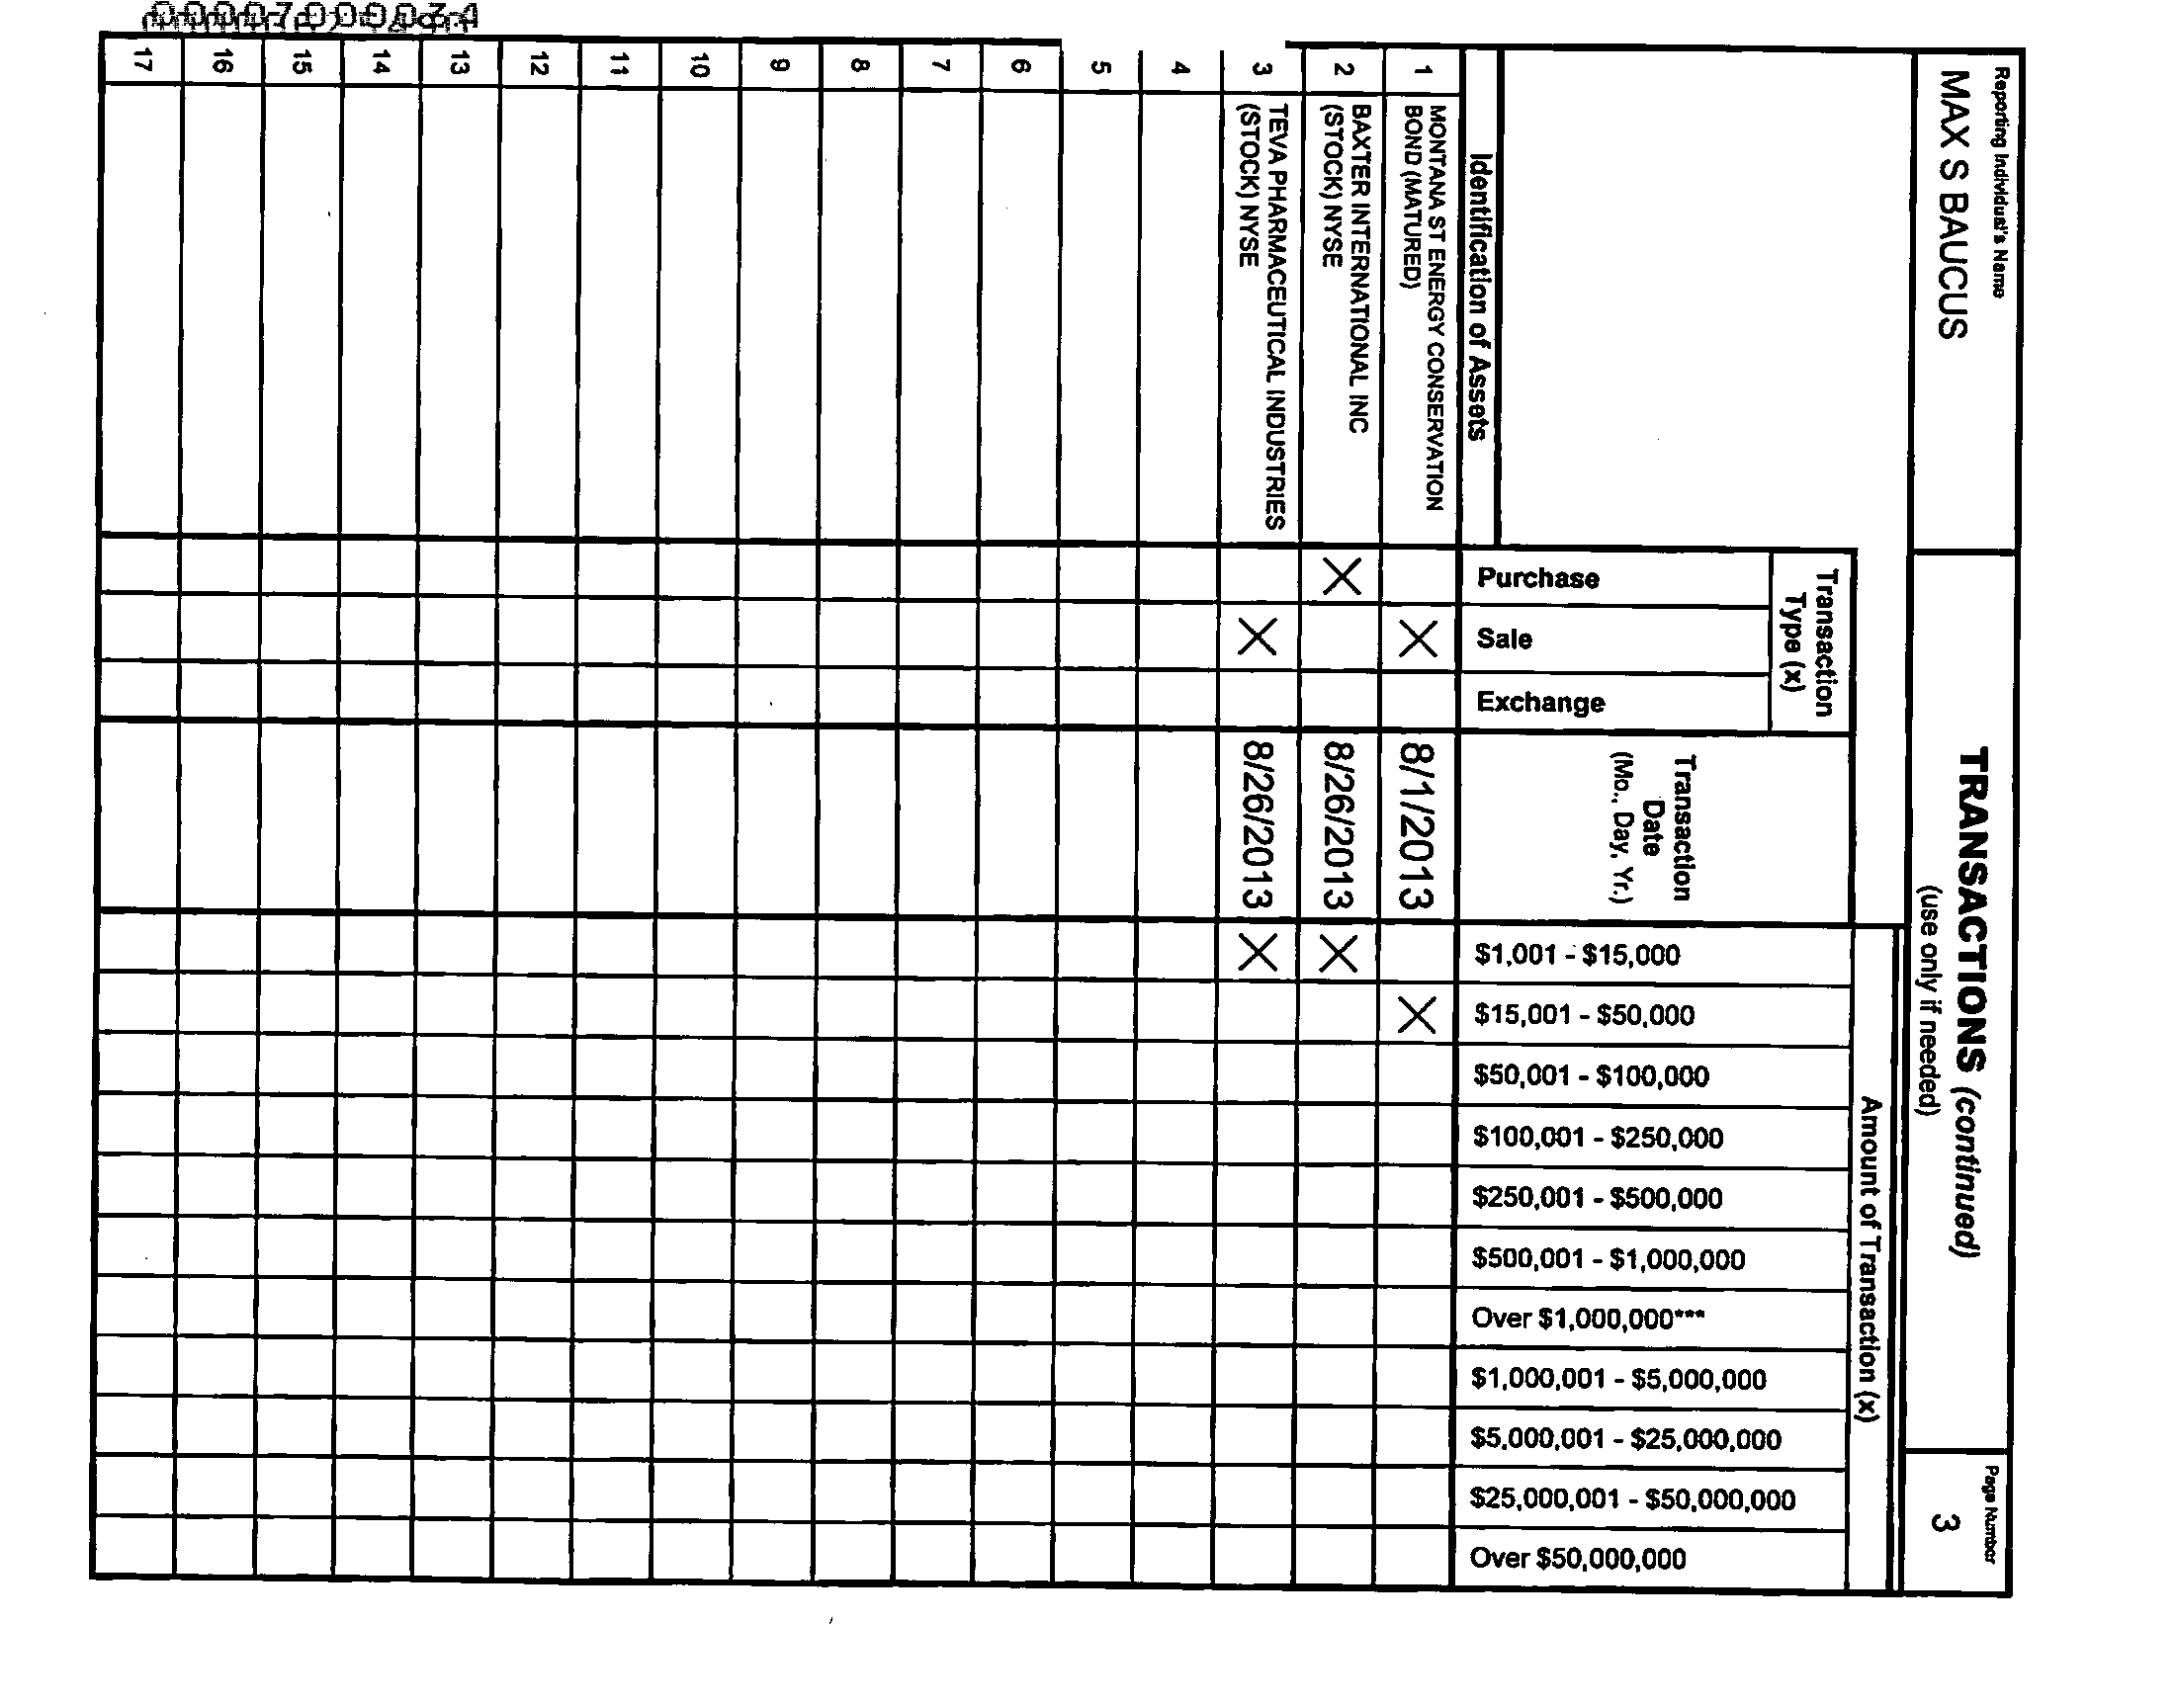 Reporting Individual's Name
MAX S BAUCUS
TRANSACTIONS (continued)
(use only if needed)
Page Number
3
Transaction
Type (x)
Amount of Transaction (x)
Identification of Assets
Purchase
Sale
Exchange
Transaction
Date
(Mo., Day, Yr.)
$1,001 - $15,000
$15,001 - $50,000
$50,001 - $100,000
$100,001 - $250,000
$250,001 - $500,000
$500,001 - $1,000,000
Over $1,000,000***
$1,000,001 - $5,000,000
$5,000,001 - $25,000,000
$25,000,001 - $50,000,000
Over $50,000,000
1 MONTANA ST ENERGY CONSERVATION
BOND (MATURED) X 8/1/2013 X
2 BAXTER INTERNATIONAL INC
(STOCK) NYSE X 8/26/2013 X
3 TEVA PHARMACEUTICAL INDUSTRIES
(STOCK) NYSE X 8/26/2013 X
4
5
6
7
8
9
10
11
12
13
14
15
16
17